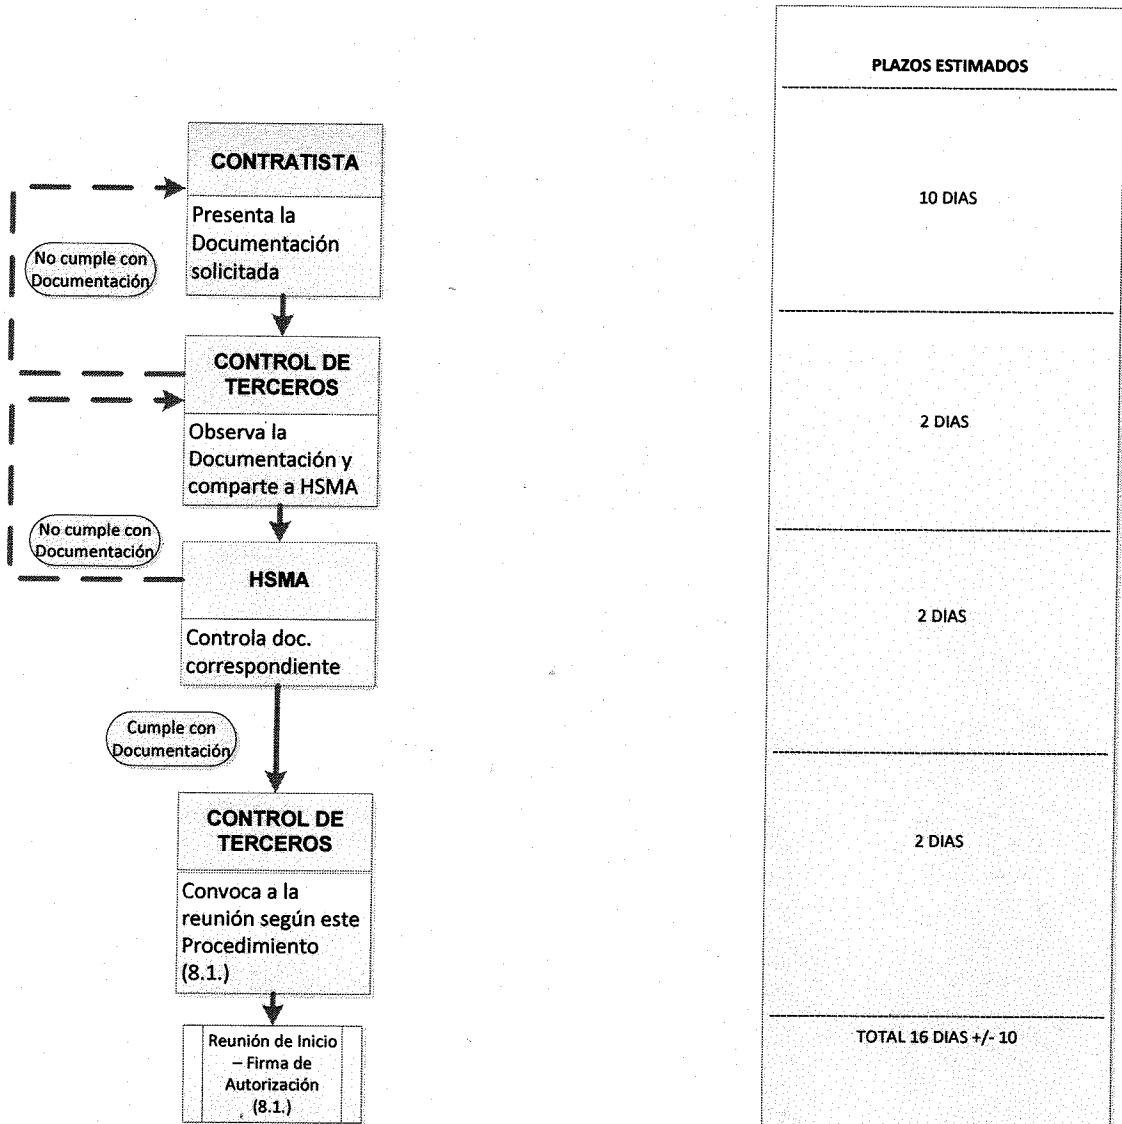 PLAZOS ESTIMADOS
CONTRATISTA
Presenta la
Documentación
solicitada
10 DIAS
No cumple con
Documentación
CONTROL DE
TERCEROS
Observa la
Documentación y
comparte a HSMA
2 DIAS
No cumple con
Documentación
HSMA
Controla doc.
correspondiente
2 DIAS
Cumple con
Documentación
CONTROL DE
TERCEROS
Convoca a la
reunión según este
Procedimiento
(8.1.)
2 DIAS
Reunión de Inicio
– Firma de
Autorización
(8.1.)
TOTAL 16 DIAS +/- 10